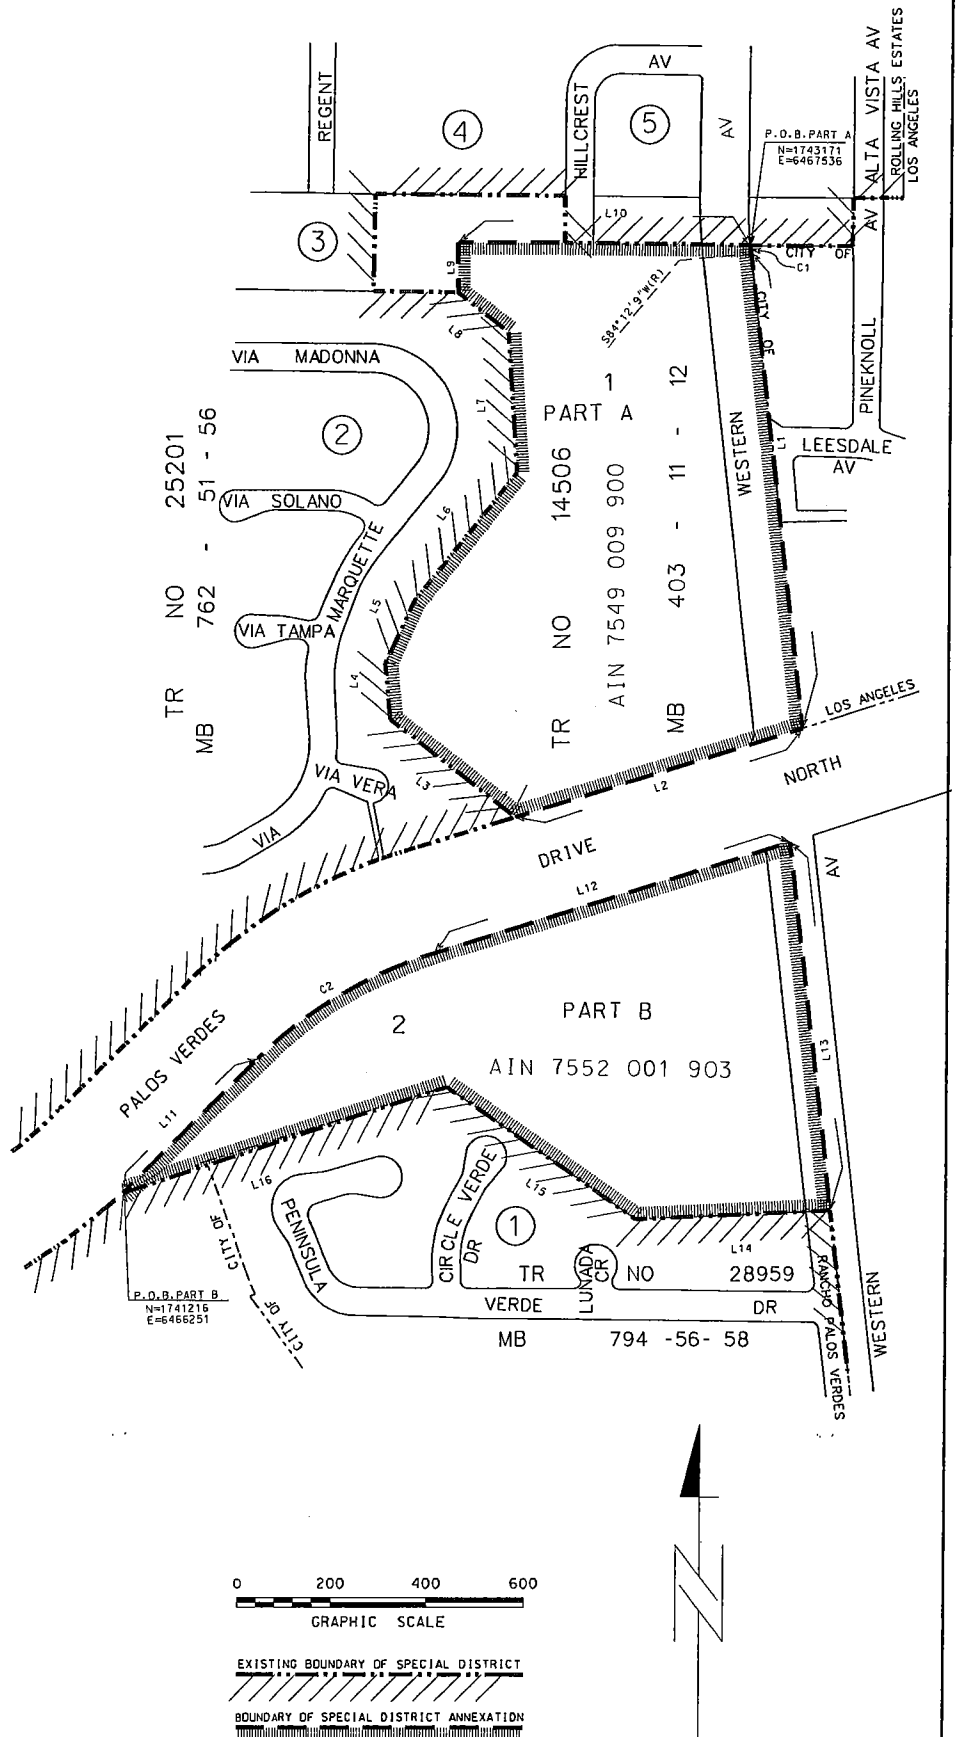 REGENT
4
HILLCREST
AV
5
AV
P.O.B. PART A
N=1743171
E=6467536
ALTA VISTA AV
ROLLING HILLES ESTATES
LOS ANGELES
AV
3
L10
CITY OF
C1
L9
S84°12'9"W(R)
CITY OF
L8
VIA MADONNA
1
PART A
L7
PINEKNOLL
2
WESTERN
L1
LEESDALE
AV
VIA SOLANO
L6
MARQUETTE
L5
VIA TAMPA
TR NO 25201
MB 762 - 51 - 56
TR NO 14506
AIN 7549 009 900
MB 403 - 11 - 12
L4
LOS ANGELES
VIA VERA
L3
L2
NORTH
VIA
DRIVE
AV
L12
C2
PART B
2
PALOS VERDES
AIN 7552 001 903
L13
L11
L16
CIRCLE VERDE
DR
L15
PENINSULA
1
CITY OF
L14
LUNADA
CR
TR NO 28959
P.O.B. PART B
N=1741216
E=6466251
CITY OF
VERDE DR
RANCHO PALOS VERDES
WESTERN
MB 794 -56- 58
0 200 400 600
GRAPHIC SCALE
EXISTING BOUNDARY OF SPECIAL DISTRICT
BOUNDARY OF SPECIAL DISTRICT ANNEXATION